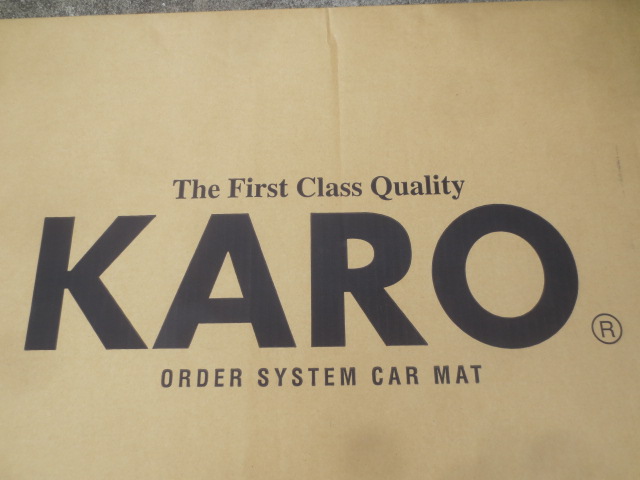 The First Class Quality
KARO®
ORDER SYSTEM CAR MAT